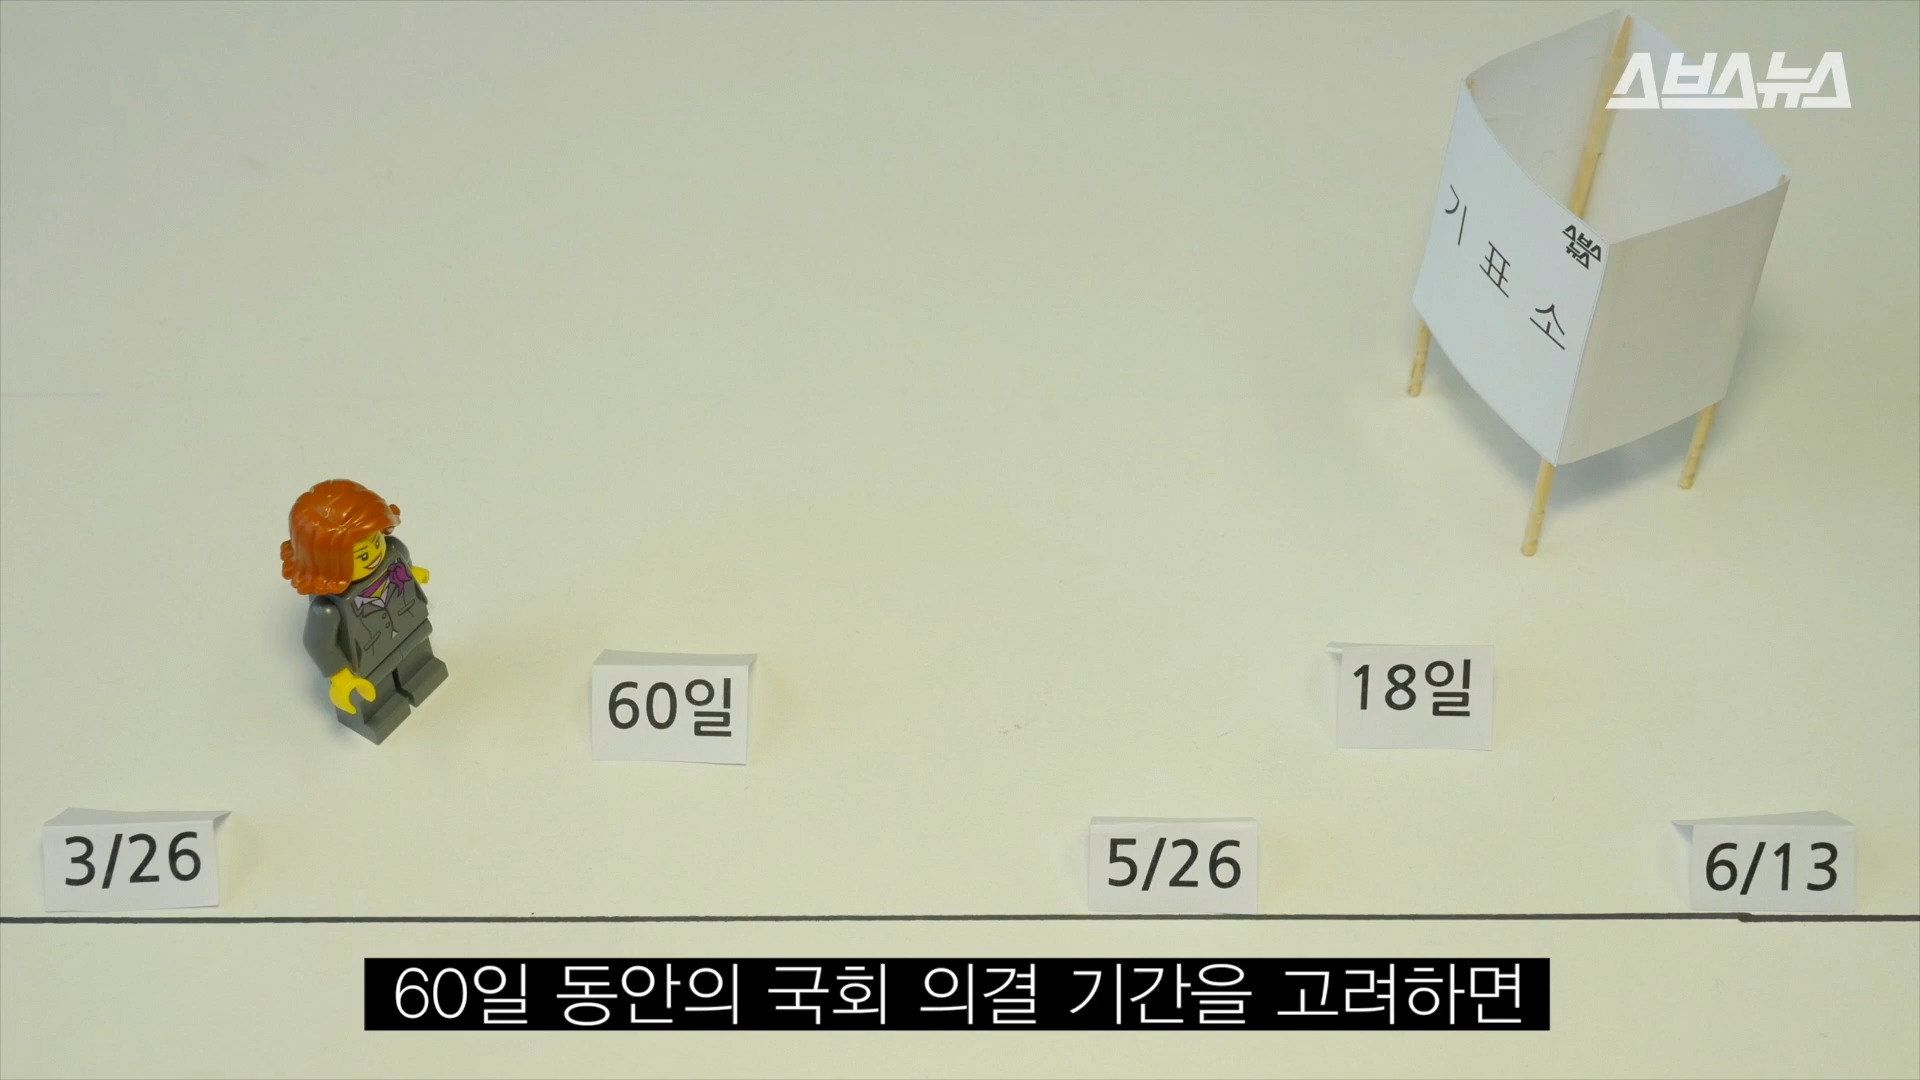 스브스뉴스
기표소
스브스
뉴스
60일
18일
3/26
5/26
6/13
60일 동안의 국회 의결 기간을 고려하면